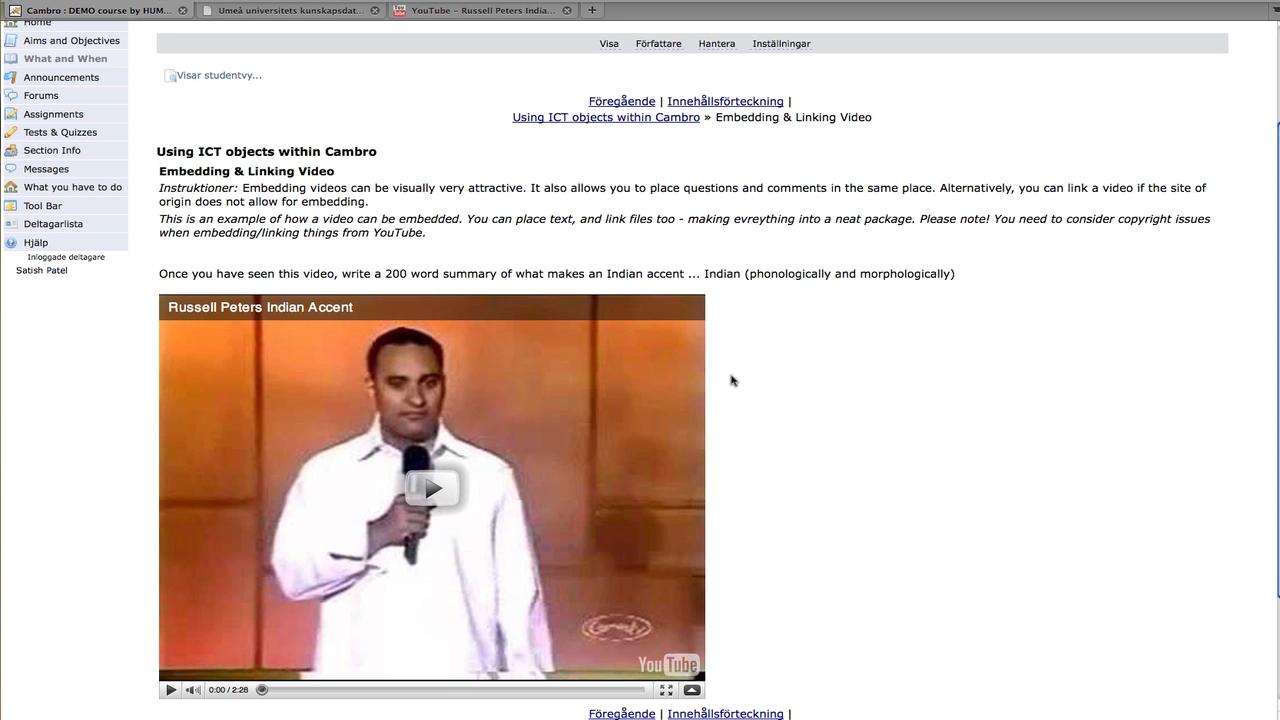 Cambro : DEMO course by HUM...
Umeå universitets kunskapsdat...
YouTube - Russell Peters India...
Home
Aims and Objectives
What and When
Announcements
Forums
Assignments
Tests & Quizzes
Section Info
Messages
What you have to do
Tool Bar
Deltagarlista
Hjälp
Inloggade deltagare
Satish Patel
Visa Författare Hantera Inställningar
Visar studentvy...
Föregående | Innehållsförteckning |
Using ICT objects within Cambro » Embedding & Linking Video
Using ICT objects within Cambro
Embedding & Linking Video
Instruktioner: Embedding videos can be visually very attractive. It also allows you to place questions and comments in the same place. Alternatively, you can link a video if the site of
origin does not allow for embedding.
This is an example of how a video can be embedded. You can place text, and link files too - making evreything into a neat package. Please note! You need to consider copyright issues
when embedding/linking things from YouTube.
Once you have seen this video, write a 200 word summary of what makes an Indian accent ... Indian (phonologically and morphologically)
Russell Peters Indian Accent
Comedy
YouTube
0:00 / 2:28
Föregående | Innehållsförteckning |